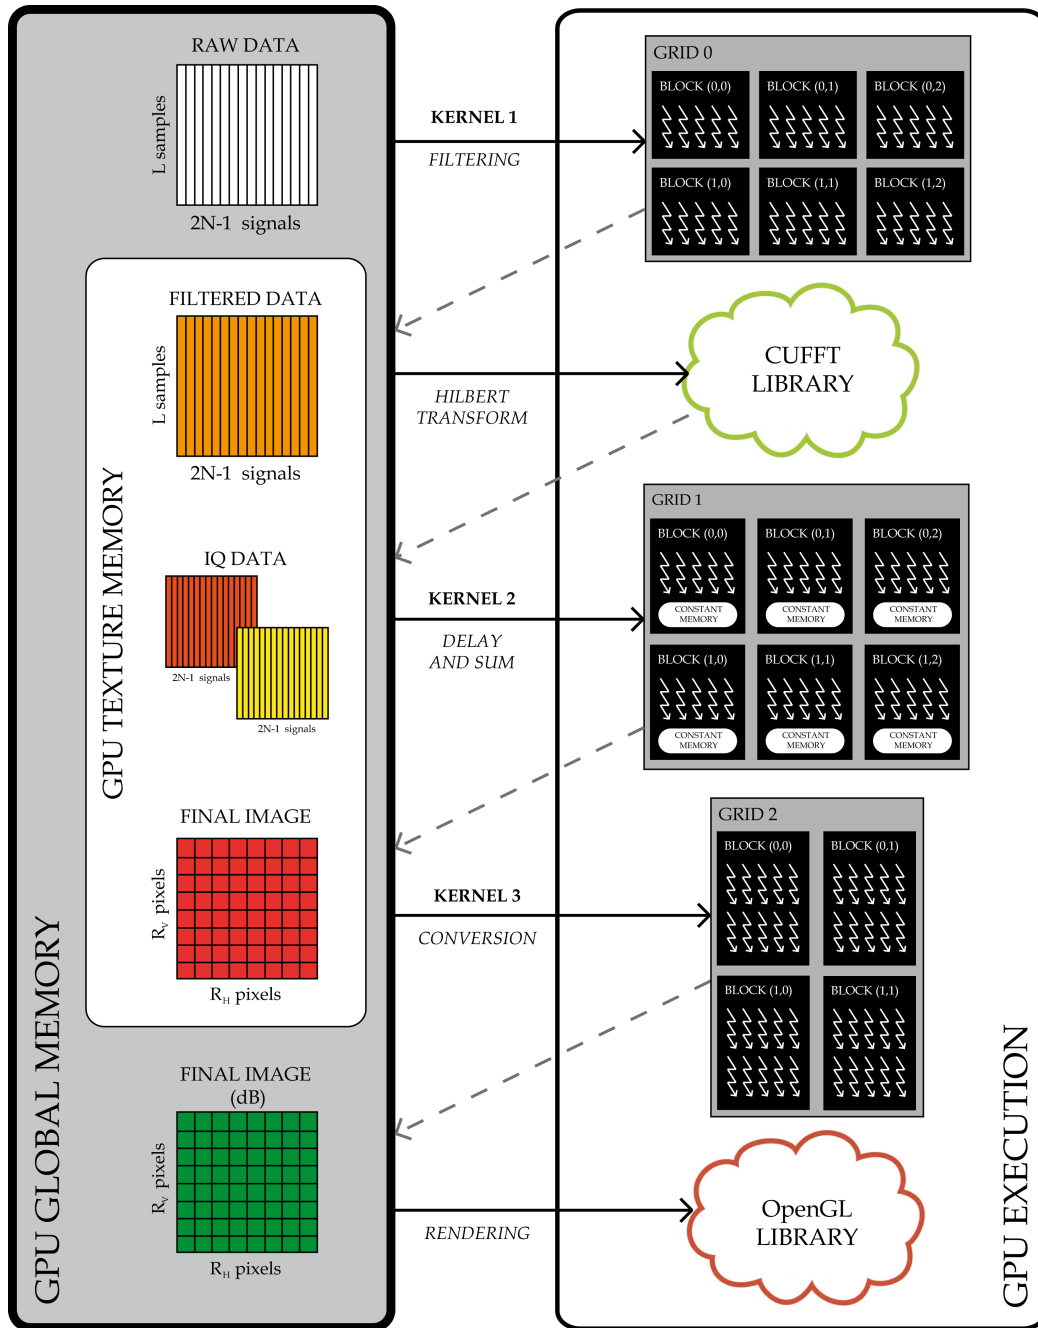 RAW DATA
L samples
2N-1 signals
GPU GLOBAL MEMORY
GPU TEXTURE MEMORY
FILTERED DATA
L samples
2N-1 signals
IQ DATA
2N-1 signals
2N-1 signals
FINAL IMAGE
R_V pixels
R_H pixels
FINAL IMAGE
(dB)
R_V pixels
R_H pixels
KERNEL 1
FILTERING
HILBERT
TRANSFORM
KERNEL 2
DELAY
AND SUM
KERNEL 3
CONVERSION
RENDERING
GPU EXECUTION
GRID 0
BLOCK (0,0) BLOCK (0,1) BLOCK (0,2)
BLOCK (1,0) BLOCK (1,1) BLOCK (1,2)
CUFFT
LIBRARY
GRID 1
BLOCK (0,0) BLOCK (0,1) BLOCK (0,2)
CONSTANT CONSTANT CONSTANT
MEMORY MEMORY MEMORY
BLOCK (1,0) BLOCK (1,1) BLOCK (1,2)
CONSTANT CONSTANT CONSTANT
MEMORY MEMORY MEMORY
GRID 2
BLOCK (0,0) BLOCK (0,1)
BLOCK (1,0) BLOCK (1,1)
OpenGL
LIBRARY